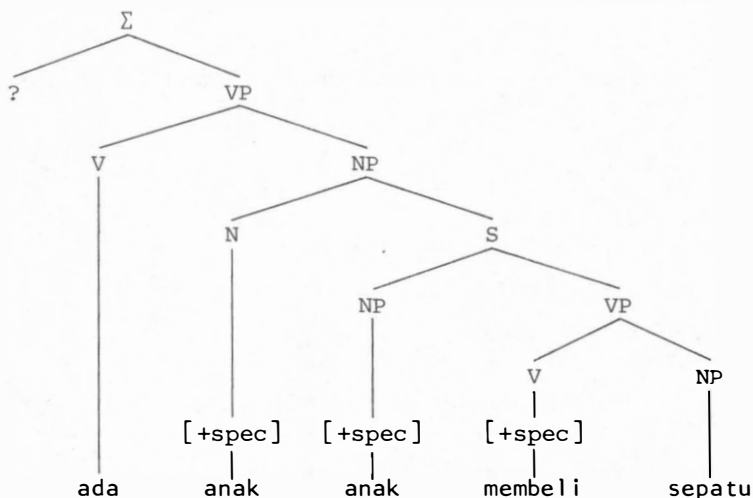 Σ
? VP
V NP
N S
NP VP
V NP
[+spec] [+spec] [+spec]
ada anak anak membeli sepatu